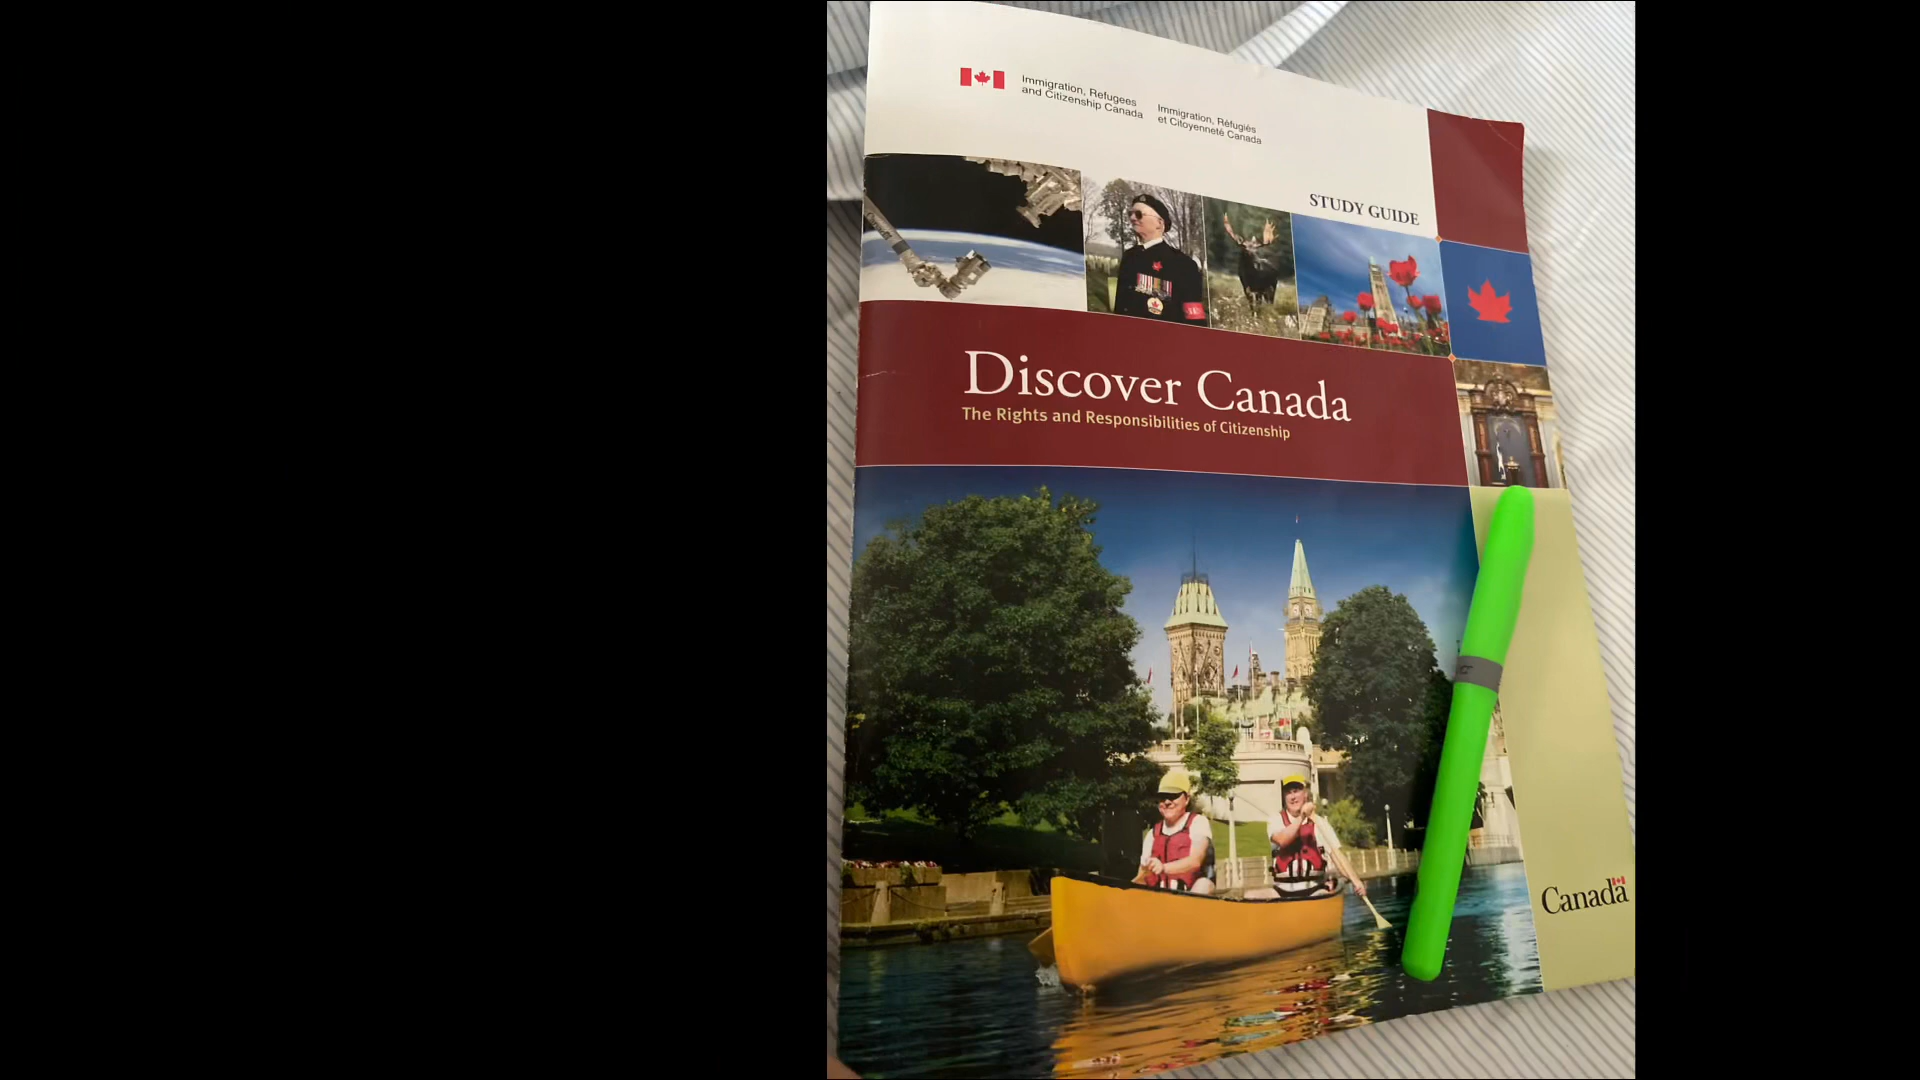 Immigration, Refugees
and Citizenship Canada
Immigration, Réfugiés
et Citoyenneté Canada
STUDY GUIDE
Discover Canada
The Rights and Responsibilities of Citizenship
Canada